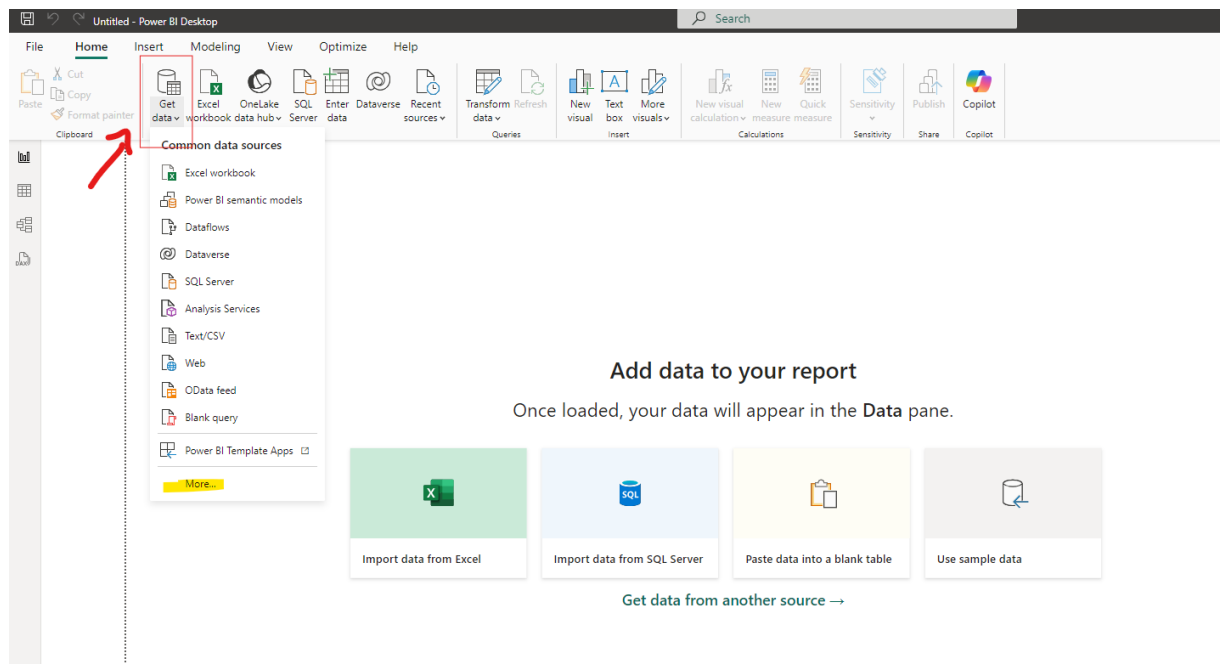 Untitled - Power BI Desktop
Search
File Home Insert Modeling View Optimize Help
Paste
Cut
Copy
Format painter
Clipboard
Get data
Excel workbook
OneLake data hub
SQL Server
Enter data
Dataverse
Recent sources
Transform data
Refresh
Queries
New visual
Text box
More visuals
Insert
New visual calculation
New measure
Quick measure
Calculations
Sensitivity
Sensitivity
Publish
Share
Copilot
Copilot
Common data sources
Excel workbook
Power BI semantic models
Dataflows
Dataverse
SQL Server
Analysis Services
Text/CSV
Web
OData feed
Blank query
Power BI Template Apps
More...
Add data to your report
Once loaded, your data will appear in the Data pane.
SQL
Import data from Excel
Import data from SQL Server
Paste data into a blank table
Use sample data
Get data from another source →